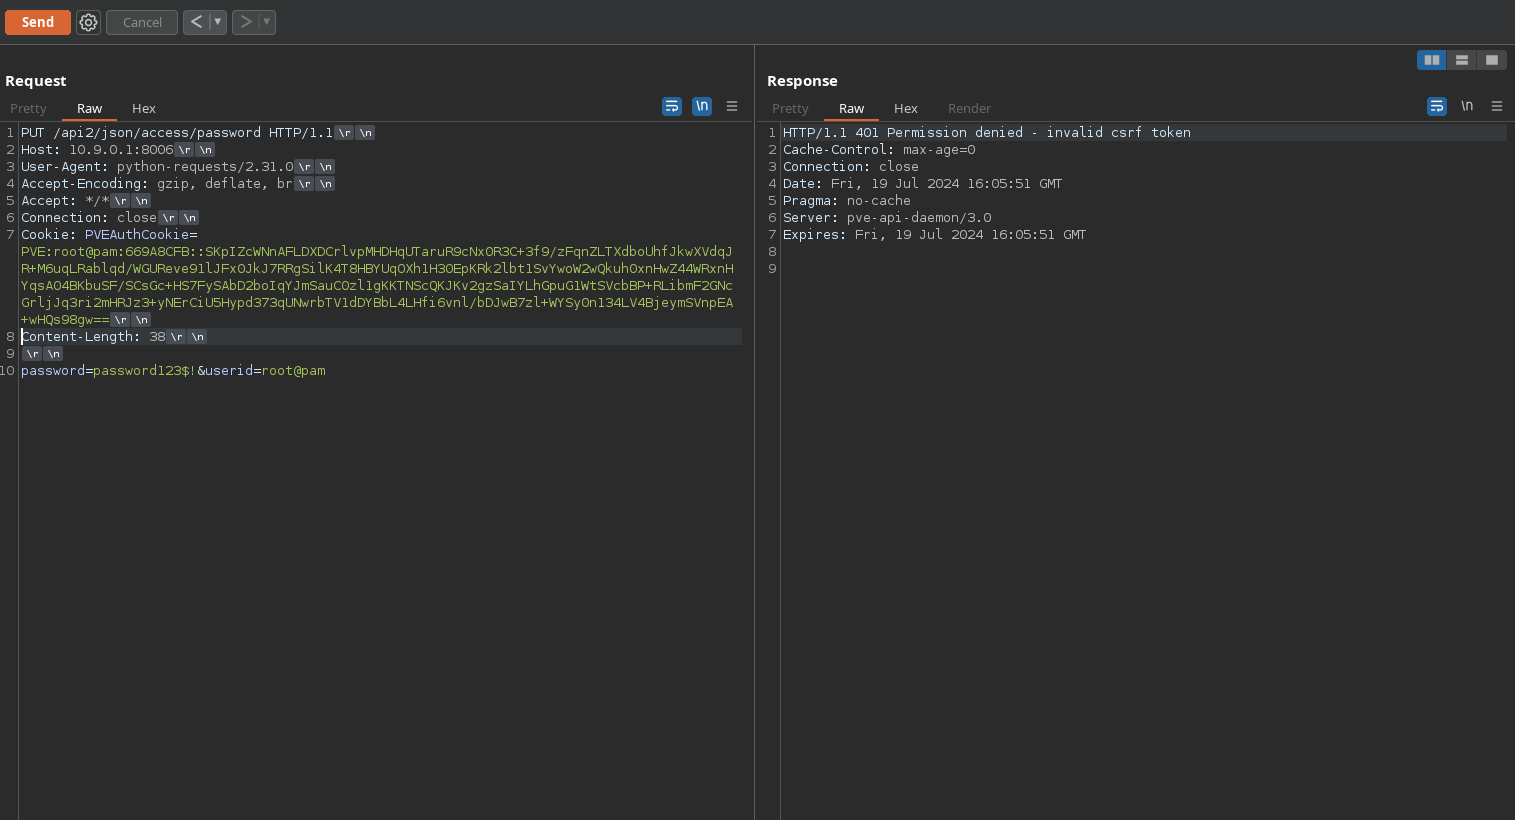 Send
Cancel
Request
Response
Pretty Raw Hex
\n
Pretty Raw Hex Render
\n
1 PUT /api2/json/access/password HTTP/1.1\r \n
2 Host: 10.9.0.1:8006\r \n
3 User-Agent: python-requests/2.31.0\r \n
4 Accept-Encoding: gzip, deflate, br\r \n
5 Accept: */*\r \n
6 Connection: close\r \n
7 Cookie: PVEAuthCookie=
PVE:root@pam:669A8CFB::SKpIZcWNnAFLDXDCrlvpMHDHqUTaruR9cNx0R3C+3f9/zFqnZLTXdboUhfJkwXVdqJ
R+M6uqLRablqd/WGUReve91lJFxOJkJ7RRgSilK4T8HBYUqOXh1H30EpKRk2lbt1SvYwoW2wQkuhOxnHwZ44WRxnH
YqsA04BKbuSF/SCsGc+HS7FySAbD2boIqYJmSauCOzl1gKKTNScQKJKv2gzSaIYLhGpuG1WtSVcbBP+RLibmF2GNc
GrljJq3ri2mHRJz3+yNErCiU5Hypd373qUNwrbTV1dDYBbL4LHfi6vnl/bDJwB7zl+WYSy0n134LV4BjeymSVnpEA
+wHQs98gw==\r \n
8 Content-Length: 38\r \n
9 \r \n
10 password=password123$!&userid=root@pam
1 HTTP/1.1 401 Permission denied - invalid csrf token
2 Cache-Control: max-age=0
3 Connection: close
4 Date: Fri, 19 Jul 2024 16:05:51 GMT
5 Pragma: no-cache
6 Server: pve-api-daemon/3.0
7 Expires: Fri, 19 Jul 2024 16:05:51 GMT
8
9